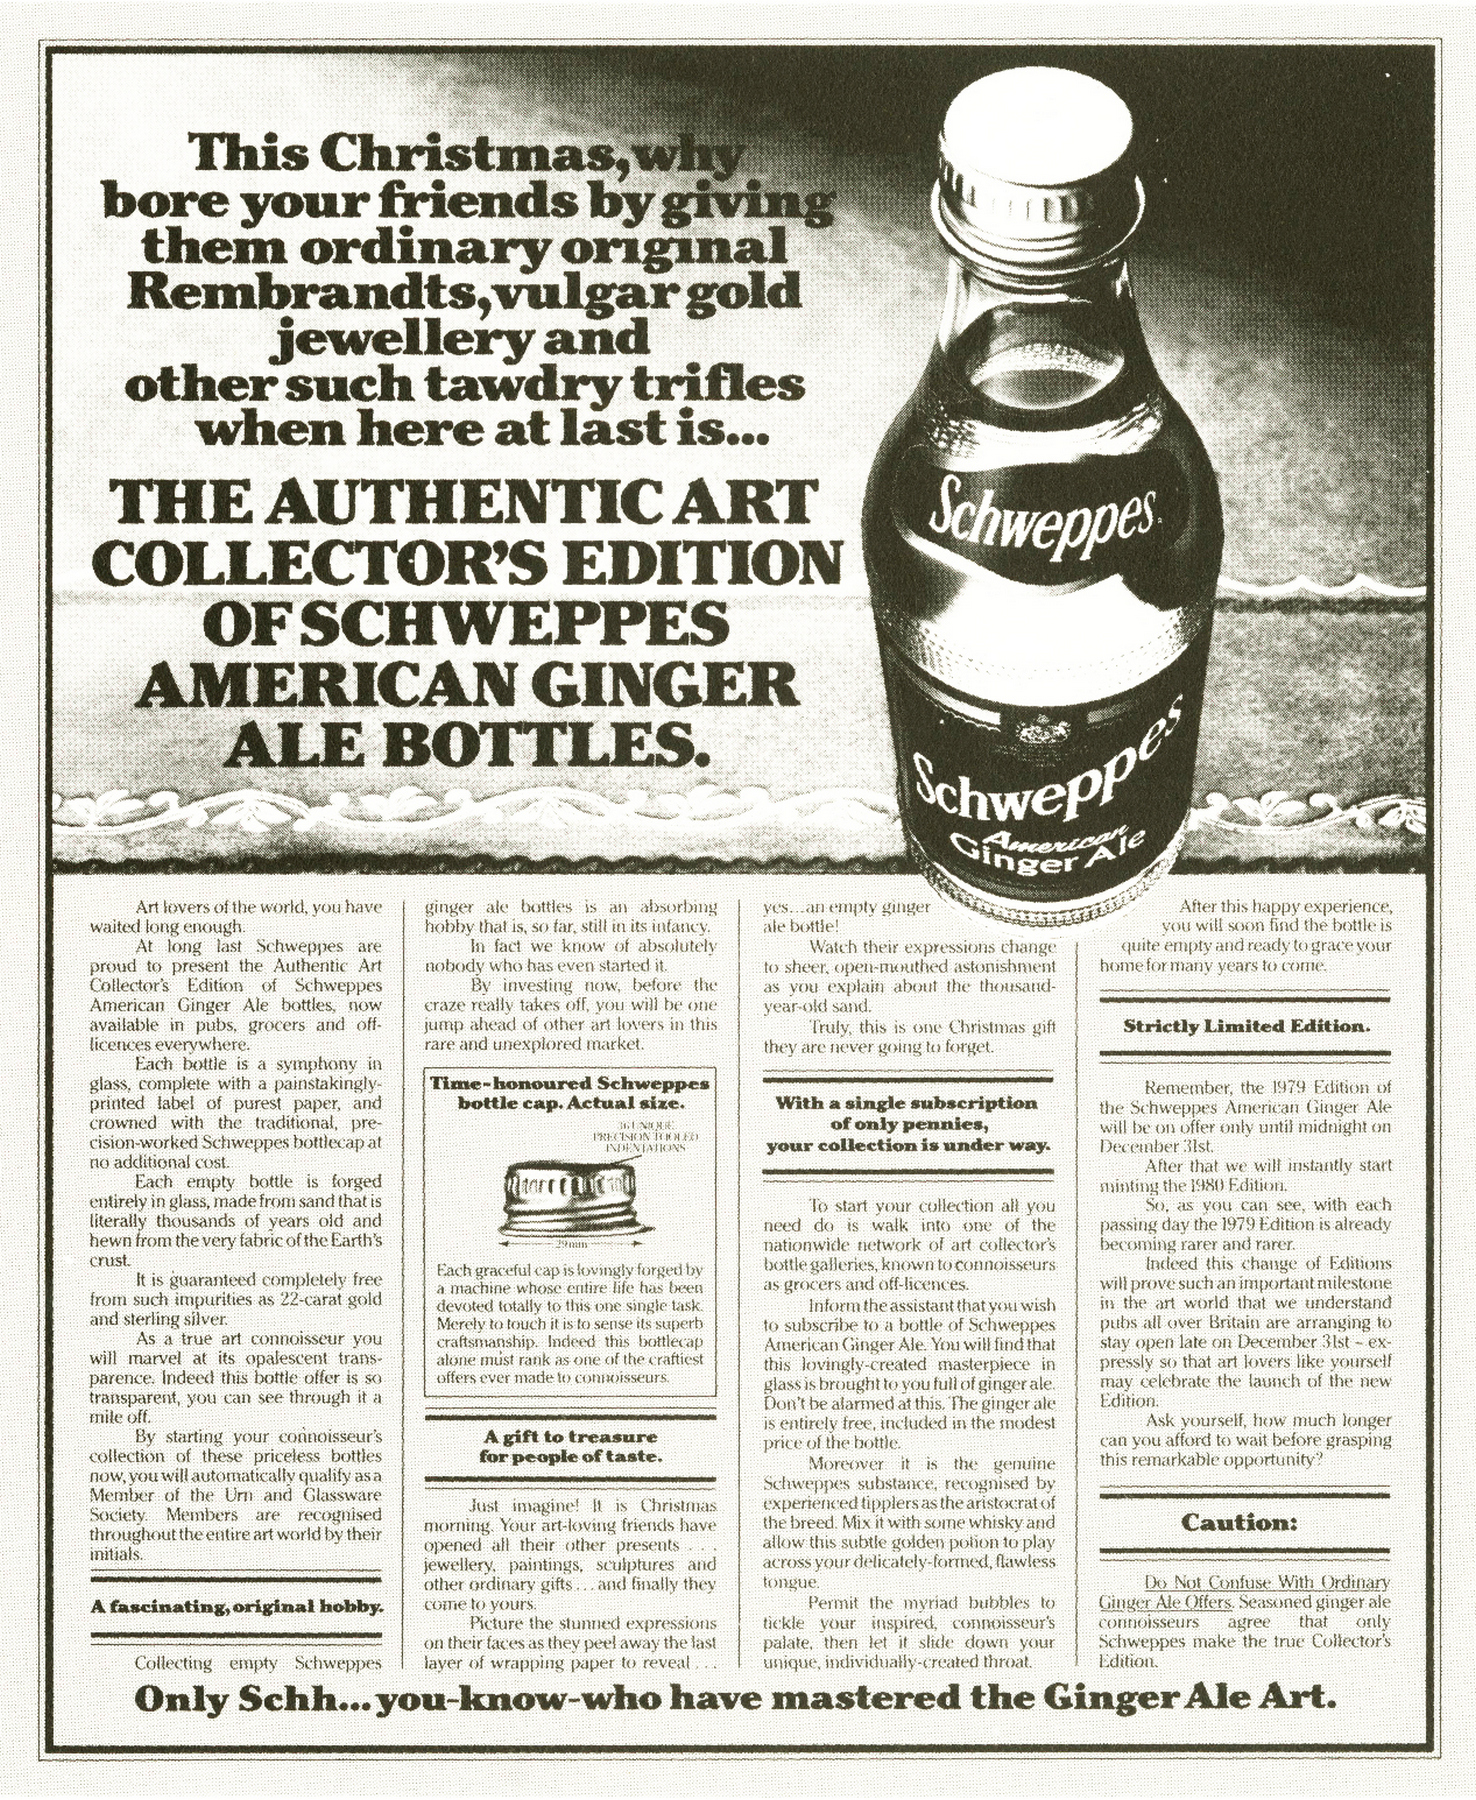 This Christmas, why
bore your friends by giving
them ordinary original
Rembrandts, vulgar gold
jewellery and
other such tawdry trifles
when here at last is...
THE AUTHENTIC ART
COLLECTOR'S EDITION
OF SCHWEPPES
AMERICAN GINGER
ALE BOTTLES.
Schweppes
Schweppes
American
Ginger Ale
Art lovers of the world, you have
waited long enough.
At long last Schweppes are
proud to present the Authentic Art
Collector's Edition of Schweppes
American Ginger Ale bottles, now
available in pubs, grocers and off-
licences everywhere.
Each bottle is a symphony in
glass, complete with a painstakingly-
printed label of purest paper, and
crowned with the traditional, pre-
cision-worked Schweppes bottlecap at
no additional cost.
Each empty bottle is forged
entirely in glass, made from sand that is
literally thousands of years old and
hewn from the very fabric of the Earth's
crust.
It is guaranteed completely free
from such impurities as 22-carat gold
and sterling silver.
As a true art connoisseur you
will marvel at its opalescent trans-
parence. Indeed this bottle offer is so
transparent, you can see through it a
mile off.
By starting your connoisseur's
collection of these priceless bottles
now, you will automatically qualify as a
Member of the Urn and Glassware
Society. Members are recognised
throughout the entire art world by their
initials.
A fascinating, original hobby.
Collecting empty Schweppes
ginger ale bottles is an absorbing
hobby that is, so far, still in its infancy.
In fact we know of absolutely
nobody who has even started it.
By investing now, before the
craze really takes off, you will be one
jump ahead of other art lovers in this
rare and unexplored market.
Time-honoured Schweppes
bottle cap. Actual size.
36 UNIQUE
PRECISION TOOLED
INDENTATIONS
29mm
Each graceful cap is lovingly forged by
a machine whose entire life has been
devoted totally to this one single task.
Merely to touch it is to sense its superb
craftsmanship. Indeed this bottlecap
alone must rank as one of the craftiest
offers ever made to connoisseurs.
A gift to treasure
for people of taste.
Just imagine! It is Christmas
morning. Your art-loving friends have
opened all their other presents . . .
jewellery, paintings, sculptures and
other ordinary gifts... and finally they
come to yours.
Picture the stunned expressions
on their faces as they peel away the last
layer of wrapping paper to reveal . . .
yes...an empty ginger
ale bottle!
Watch their expressions change
to sheer, open-mouthed astonishment
as you explain about the thousand-
year-old sand.
Truly, this is one Christmas gift
they are never going to forget.
With a single subscription
of only pennies,
your collection is under way.
To start your collection all you
need do is walk into one of the
nationwide network of art collector's
bottle galleries, known to connoisseurs
as grocers and off-licences.
Inform the assistant that you wish
to subscribe to a bottle of Schweppes
American Ginger Ale. You will find that
this lovingly-created masterpiece in
glass is brought to you full of ginger ale.
Don't be alarmed at this. The ginger ale
is entirely free, included in the modest
price of the bottle.
Moreover it is the genuine
Schweppes substance, recognised by
experienced tipplers as the aristocrat of
the breed. Mix it with some whisky and
allow this subtle golden potion to play
across your delicately-formed, flawless
tongue.
Permit the myriad bubbles to
tickle your inspired, connoisseur's
palate, then let it slide down your
unique, individually-created throat.
After this happy experience,
you will soon find the bottle is
quite empty and ready to grace your
home for many years to come.
Strictly Limited Edition.
Remember, the 1979 Edition of
the Schweppes American Ginger Ale
will be on offer only until midnight on
December 31st.
After that we will instantly start
minting the 1980 Edition.
So, as you can see, with each
passing day the 1979 Edition is already
becoming rarer and rarer.
Indeed this change of Editions
will prove such an important milestone
in the art world that we understand
pubs all over Britain are arranging to
stay open late on December 31st - ex-
pressly so that art lovers like yourself
may celebrate the launch of the new
Edition.
Ask yourself, how much longer
can you afford to wait before grasping
this remarkable opportunity?
Caution:
Do Not Confuse With Ordinary
Ginger Ale Offers. Seasoned ginger ale
connoisseurs agree that only
Schweppes make the true Collector's
Edition.
Only Schh...you-know-who have mastered the Ginger Ale Art.